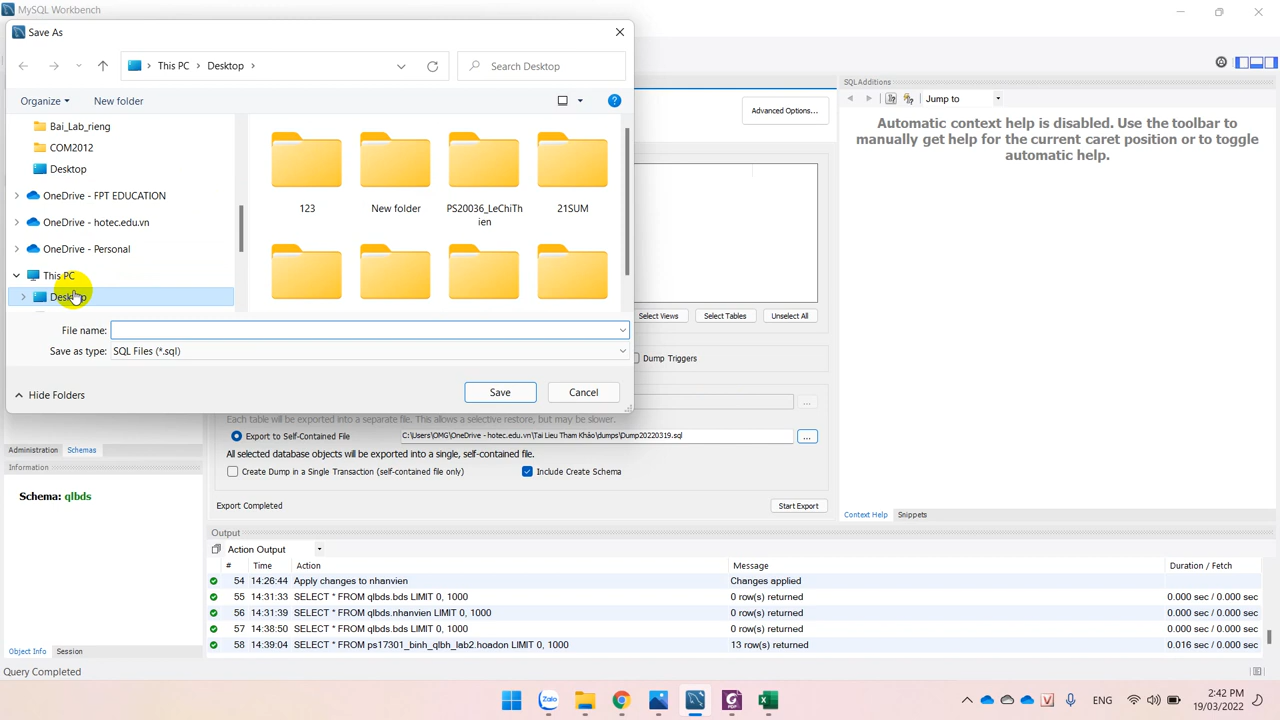 MySQL Workbench
Save As
This PC
Desktop
Search Desktop
Organize
New folder
Advanced Options...
Bai_Lab_rieng
COM2012
Desktop
OneDrive - FPT EDUCATION
OneDrive - hotec.edu.vn
OneDrive - Personal
This PC
Desktop
123
New folder
PS20036_LeChiTh
ien
21SUM
File name:
Save as type: SQL Files (*.sql)
Hide Folders
Save
Cancel
SQL Additions
Jump to
Automatic context help is disabled. Use the toolbar to
manually get help for the current caret position or to toggle
automatic help.
Select Views
Select Tables
Unselect All
Dump Triggers
...
Each table will be exported into a separate file. This allows a selective restore, but may be slower.
Export to Self-Contained File
C:\Users\OMG\OneDrive - hotec.edu.vn\Tai Lieu Tham Khảo\dumps\Dump20220319.sql
...
All selected database objects will be exported into a single, self-contained file.
Create Dump in a Single Transaction (self-contained file only)
Include Create Schema
Export Completed
Start Export
Administration Schemas
Information
Schema: qlbds
Object Info Session
Context Help Snippets
Output
Action Output
# Time Action Message Duration / Fetch
54 14:26:44 Apply changes to nhanvien Changes applied
55 14:31:33 SELECT * FROM qlbds.bds LIMIT 0, 1000 0 row(s) returned 0.000 sec / 0.000 sec
56 14:31:39 SELECT * FROM qlbds.nhanvien LIMIT 0, 1000 0 row(s) returned 0.000 sec / 0.000 sec
57 14:38:50 SELECT * FROM qlbds.bds LIMIT 0, 1000 0 row(s) returned 0.000 sec / 0.000 sec
58 14:39:04 SELECT * FROM ps17301_binh_qlbh_lab2.hoadon LIMIT 0, 1000 13 row(s) returned 0.016 sec / 0.000 sec
Query Completed
Zalo
ENG
2:42 PM
19/03/2022